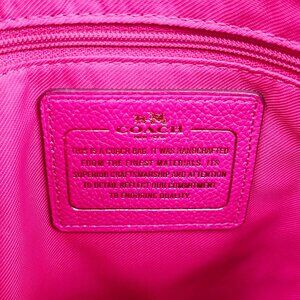 COACH
THIS IS A COACH BAG. IT WAS HANDCRAFTED
FROM THE FINEST MATERIALS. ITS
SUPERIOR CRAFTSMANSHIP AND ATTENTION
TO DETAIL REFLECT OUR COMMITMENT
TO ENDURING QUALITY.